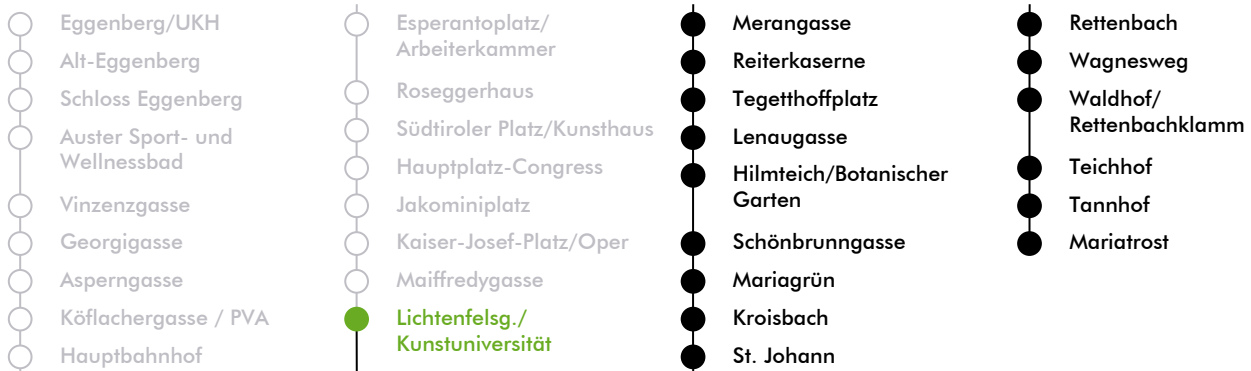 Eggenberg/UKH
Alt-Eggenberg
Schloss Eggenberg
Auster Sport- und
Wellnessbad
Vinzenzgasse
Georgigasse
Asperngasse
Köflachergasse / PVA
Hauptbahnhof
Esperantoplatz/
Arbeiterkammer
Roseggerhaus
Südtiroler Platz/Kunsthaus
Hauptplatz-Congress
Jakominiplatz
Kaiser-Josef-Platz/Oper
Maiffredygasse
Lichtenfelsg./
Kunstuniversität
Merangasse
Reiterkaserne
Tegetthoffplatz
Lenaugasse
Hilmteich/Botanischer
Garten
Schönbrunngasse
Mariagrün
Kroisbach
St. Johann
Rettenbach
Wagnesweg
Waldhof/
Rettenbachklamm
Teichhof
Tannhof
Mariatrost